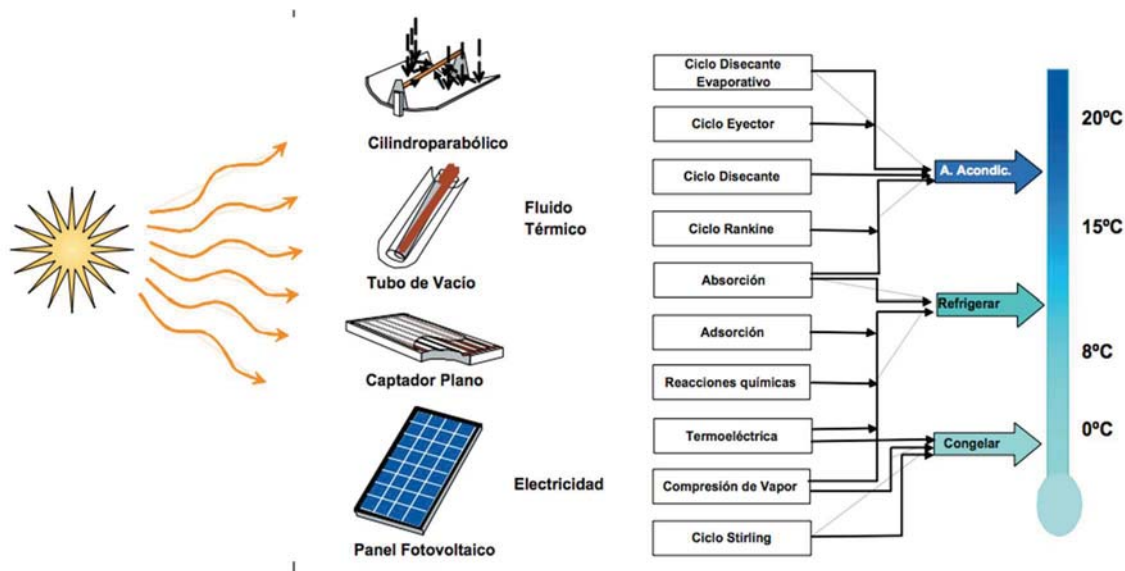 Cilindroparabólico
Tubo de Vacío
Captador Plano
Panel Fotovoltaico
Fluido
Térmico
Electricidad
Ciclo Disecante
Evaporativo
Ciclo Eyector
Ciclo Disecante
Ciclo Rankine
Absorción
Adsorción
Reacciones químicas
Termoeléctrica
Compresión de Vapor
Ciclo Stirling
A. Acondic.
Refrigerar
Congelar
20ºC
15ºC
8ºC
0ºC